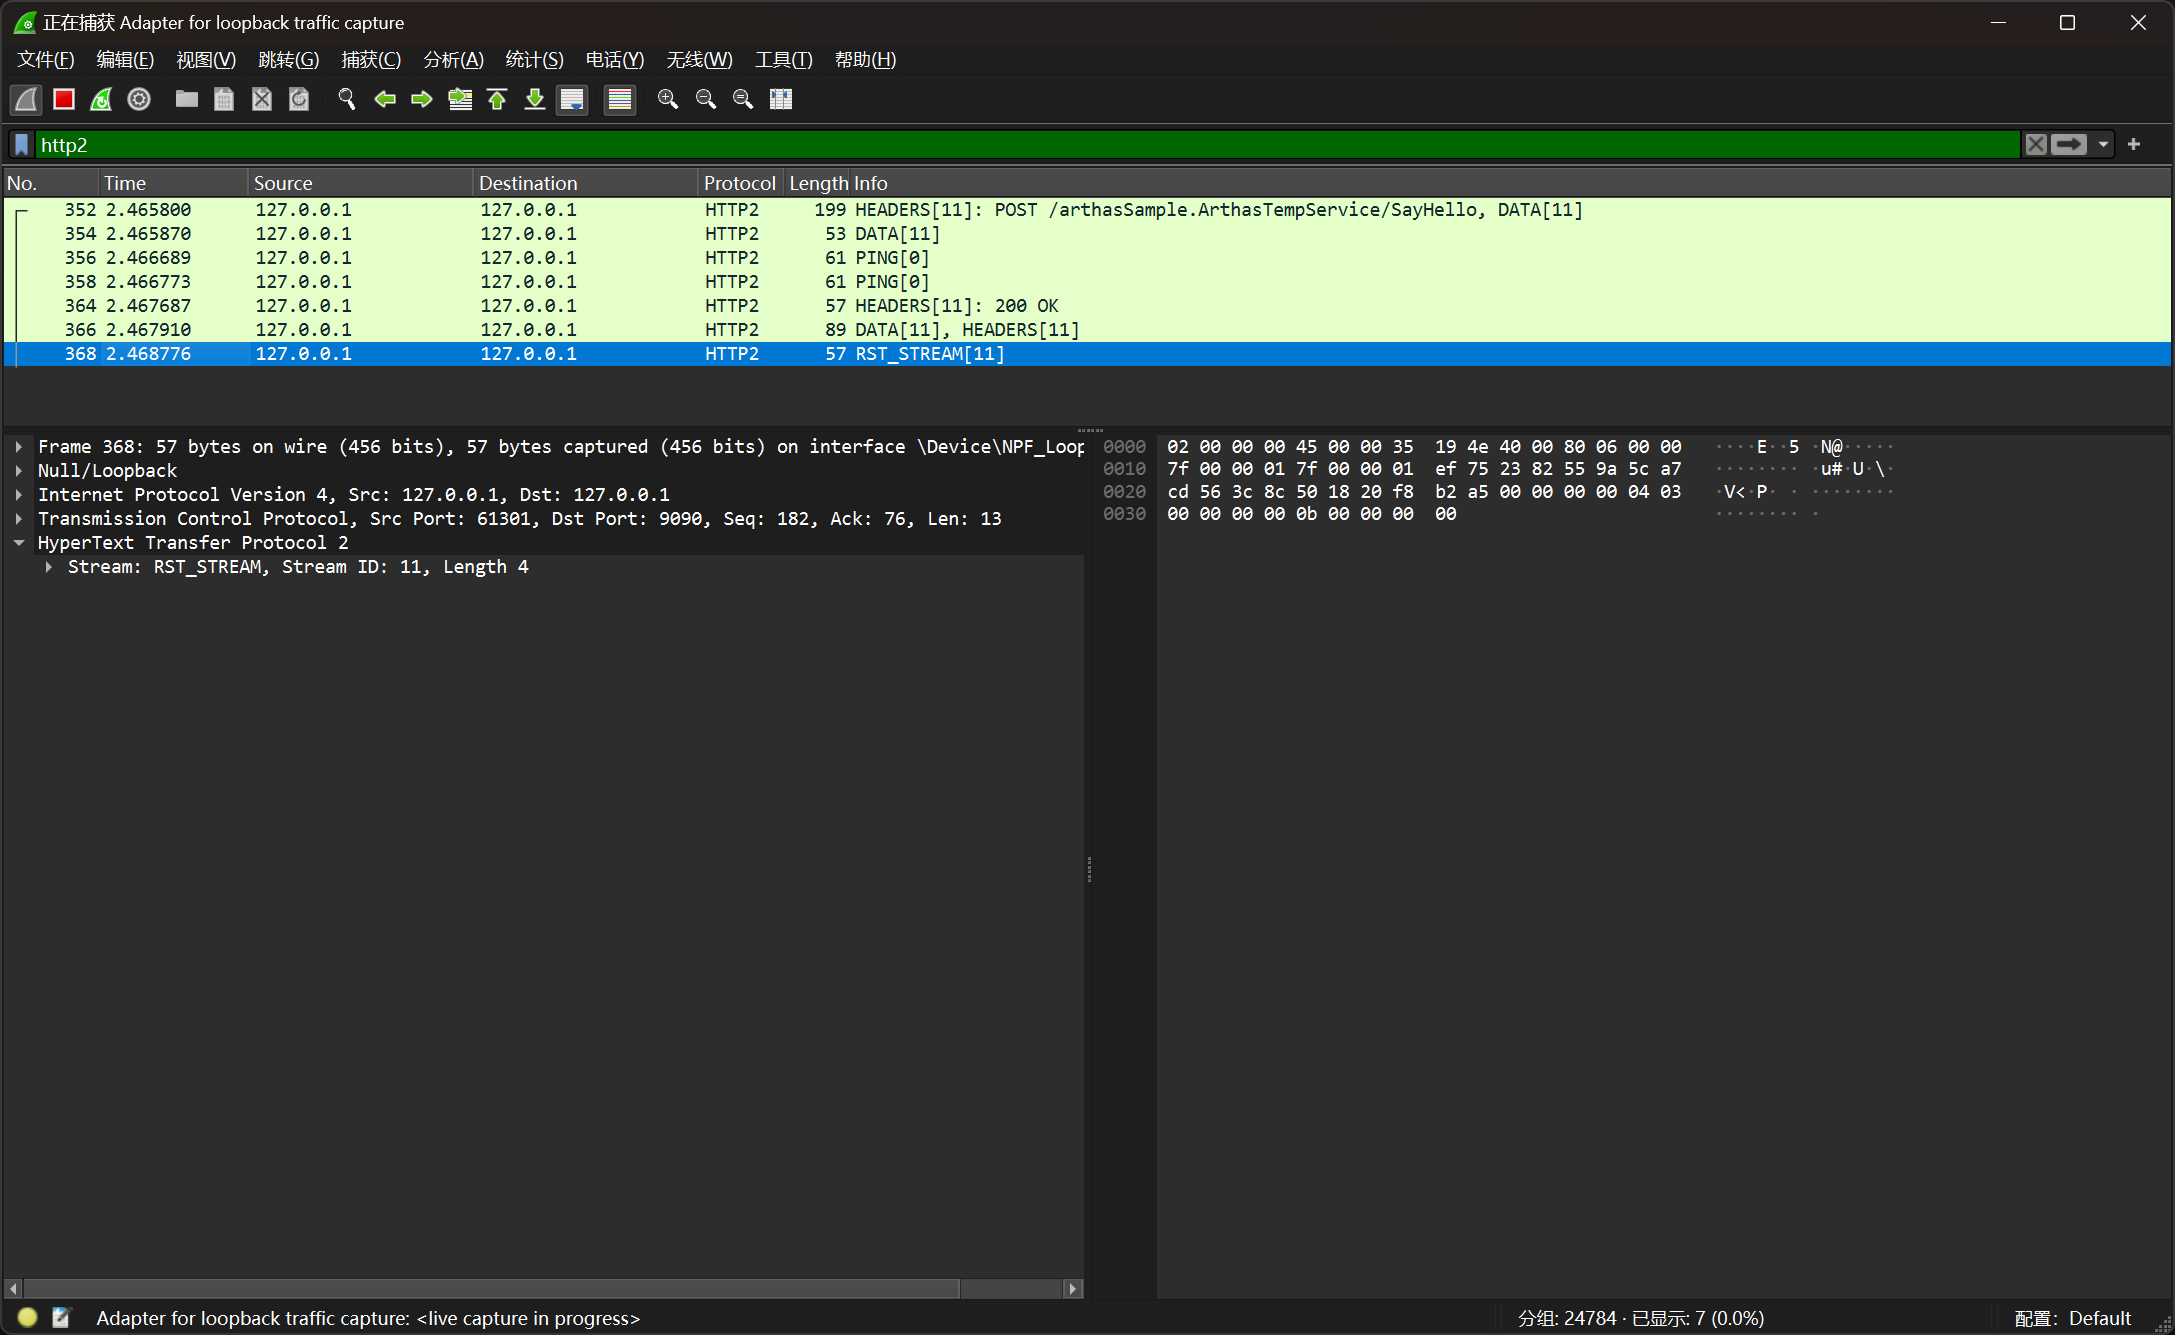 正在捕获 Adapter for loopback traffic capture
文件(F) 编辑(E) 视图(V) 跳转(G) 捕获(C) 分析(A) 统计(S) 电话(Y) 无线(W) 工具(T) 帮助(H)
http2
No. Time Source Destination Protocol Length Info
352 2.465800 127.0.0.1 127.0.0.1 HTTP2 199 HEADERS[11]: POST /arthasSample.ArthasTempService/SayHello, DATA[11]
354 2.465870 127.0.0.1 127.0.0.1 HTTP2 53 DATA[11]
356 2.466689 127.0.0.1 127.0.0.1 HTTP2 61 PING[0]
358 2.466773 127.0.0.1 127.0.0.1 HTTP2 61 PING[0]
364 2.467687 127.0.0.1 127.0.0.1 HTTP2 57 HEADERS[11]: 200 OK
366 2.467910 127.0.0.1 127.0.0.1 HTTP2 89 DATA[11], HEADERS[11]
368 2.468776 127.0.0.1 127.0.0.1 HTTP2 57 RST_STREAM[11]
Frame 368: 57 bytes on wire (456 bits), 57 bytes captured (456 bits) on interface \Device\NPF_Loop
Null/Loopback
Internet Protocol Version 4, Src: 127.0.0.1, Dst: 127.0.0.1
Transmission Control Protocol, Src Port: 61301, Dst Port: 9090, Seq: 182, Ack: 76, Len: 13
HyperText Transfer Protocol 2
Stream: RST_STREAM, Stream ID: 11, Length 4
0000 02 00 00 00 45 00 00 35 19 4e 40 00 80 06 00 00 ····E··5 ·N@·····
0010 7f 00 00 01 7f 00 00 01 ef 75 23 82 55 9a 5c a7 ········ ·u#·U·\·
0020 cd 56 3c 8c 50 18 20 f8 b2 a5 00 00 00 00 04 03 ·V<·P· · ········
0030 00 00 00 00 0b 00 00 00 00 ········ ·
Adapter for loopback traffic capture: <live capture in progress>
分组: 24784 · 已显示: 7 (0.0%)
配置: Default